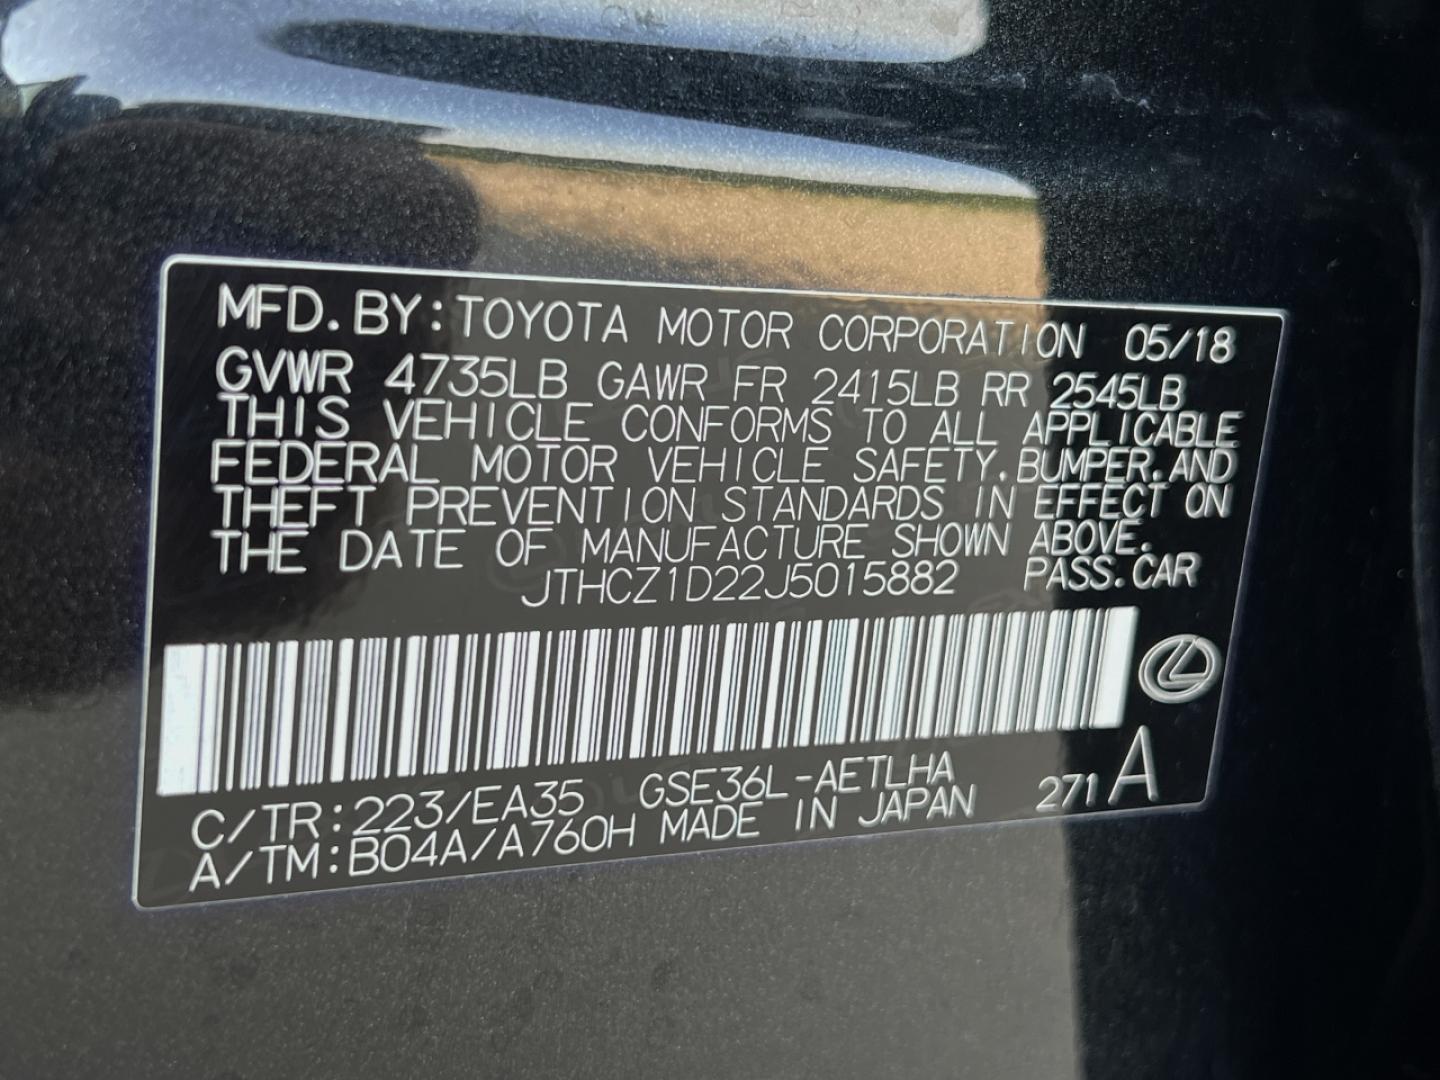 MFD. BY: TOYOTA MOTOR CORPORATION 05/18
GVWR 4735LB GAWR FR 2415LB RR 2545LB
THIS VEHICLE CONFORMS TO ALL APPLICABLE
FEDERAL MOTOR VEHICLE SAFETY, BUMPER, AND
THEFT PREVENTION STANDARDS IN EFFECT ON
THE DATE OF MANUFACTURE SHOWN ABOVE.
JTHCZ1D22J5015882 PASS. CAR
C/TR: 223/EA35 GSE36L-AETLHA 271 A
A/TM: B04A/A760H MADE IN JAPAN